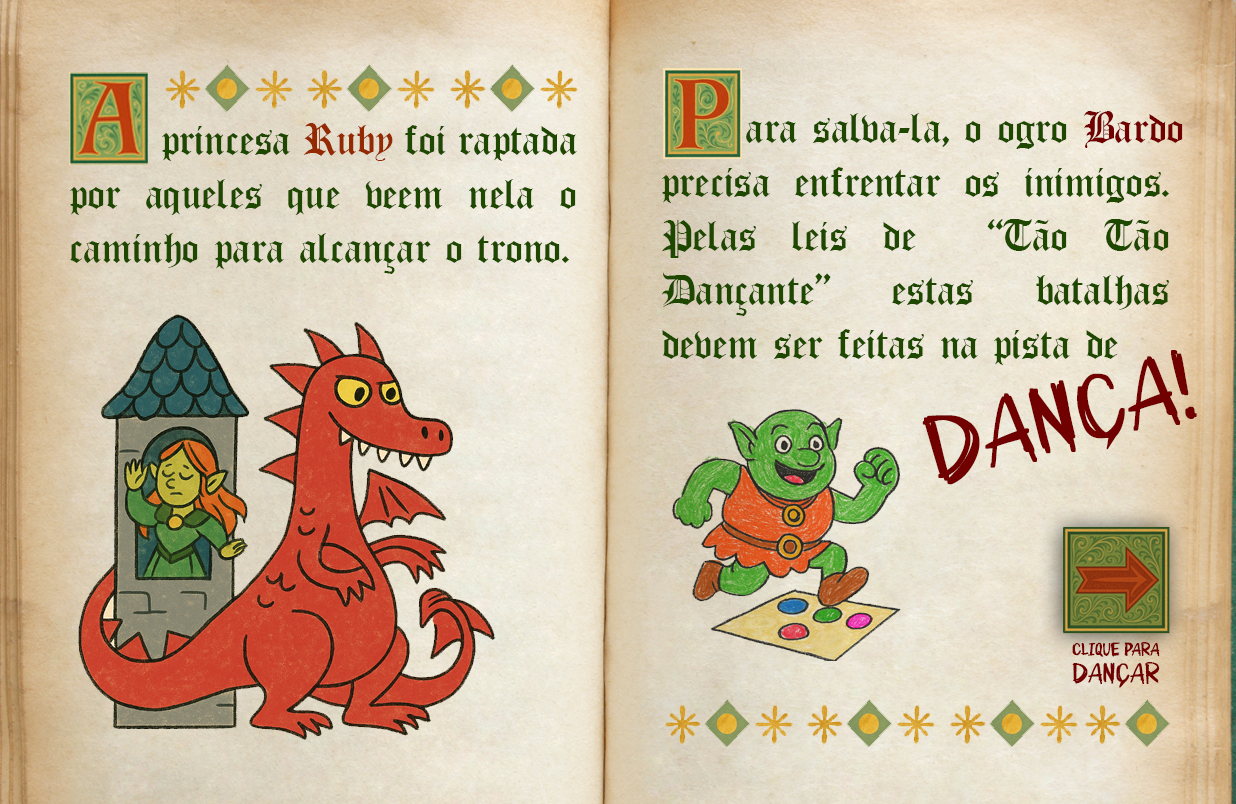 A princesa Ruby foi raptada
por aqueles que veem nela o
caminho para alcançar o trono.
Para salva-la, o ogro Bardo
precisa enfrentar os inimigos.
Pelas leis de “Tão Tão
Dançante” estas batalhas
devem ser feitas na pista de
DANÇA!
CLIQUE PARA
DANÇAR